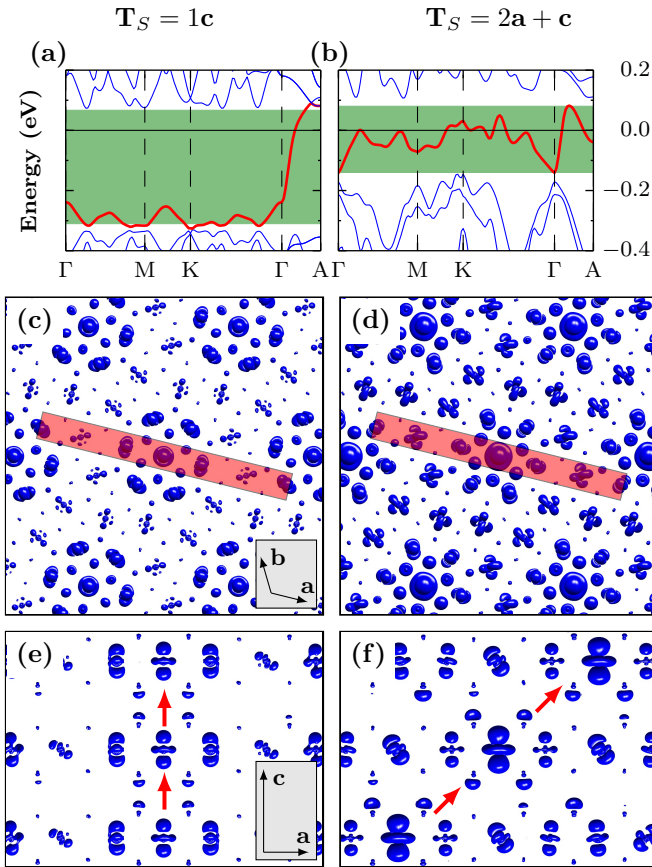 T_S = 1c    T_S = 2a + c
(a)    (b)
0.2
0.0
−0.2
−0.4
Energy (eV)
Γ M K Γ A Γ M K Γ A
(c)    (d)
b
a
(e)    (f)
c
a